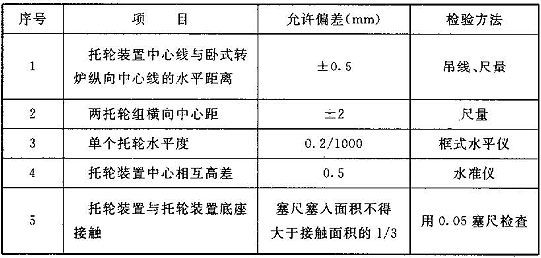 序号 项 目 允许偏差(mm) 检验方法
1 托轮装置中心线与卧式转炉纵向中心线的水平距离 ±0.5 吊线、尺量
2 两托轮组横向中心距 ±2 尺量
3 单个托轮水平度 0.2/1000 框式水平仪
4 托轮装置中心相互高差 0.5 水准仪
5 托轮装置与托轮装置底座接触 塞尺塞入面积不得大于接触面积的1/3 用0.05塞尺检查